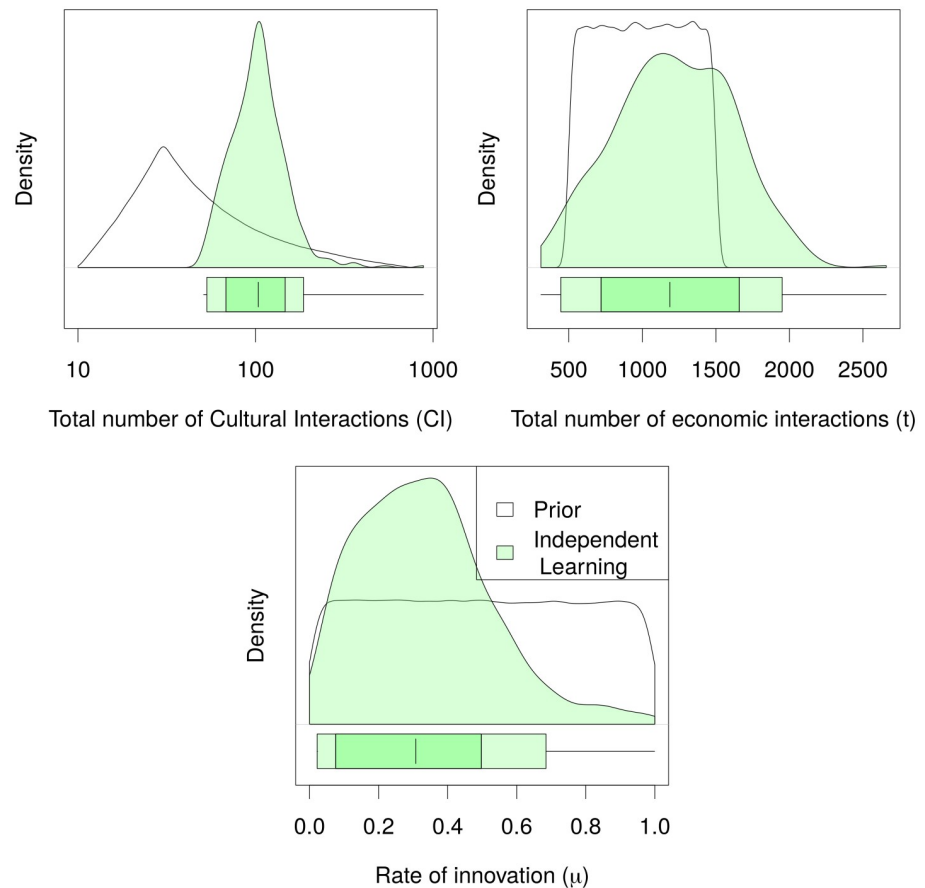 Density
10 100 1000
Total number of Cultural Interactions (CI)
Density
500 1000 1500 2000 2500
Total number of economic interactions (t)
Prior
Independent
Learning
Density
0.0 0.2 0.4 0.6 0.8 1.0
Rate of innovation (μ)